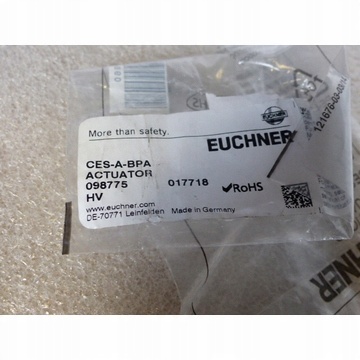 More than safety.
EUCHNER
CES-A-BPA
ACTUATOR
098775
017718
✓RoHS
HV
www.euchner.com
DE-70771 Leinfelden
Made in Germany